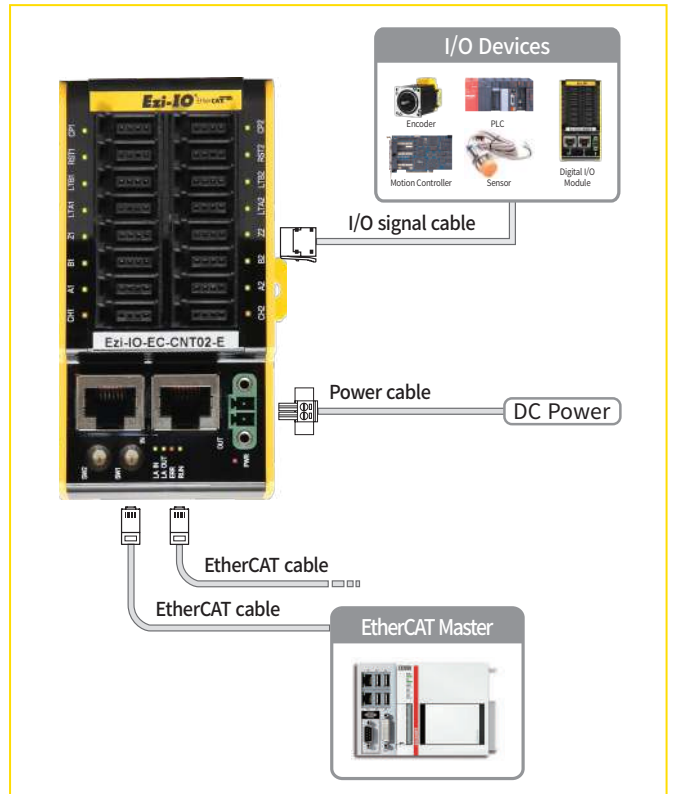 I/O Devices
Encoder
PLC
Motion Controller
Sensor
Digital I/O
Module
Ezi-IO EtherCAT
CP1
CP2
RST1
RST2
LTB1
LTB2
LTA1
LTA2
Z1
Z2
B1
B2
A1
A2
CH1
CH2
I/O signal cable
Ezi-IO-EC-CNT02-E
Power cable
DC Power
IN
OUT
SW2
SW1
LA IN
LA OUT
ERR
RUN
PWR
EtherCAT cable
EtherCAT cable
EtherCAT Master